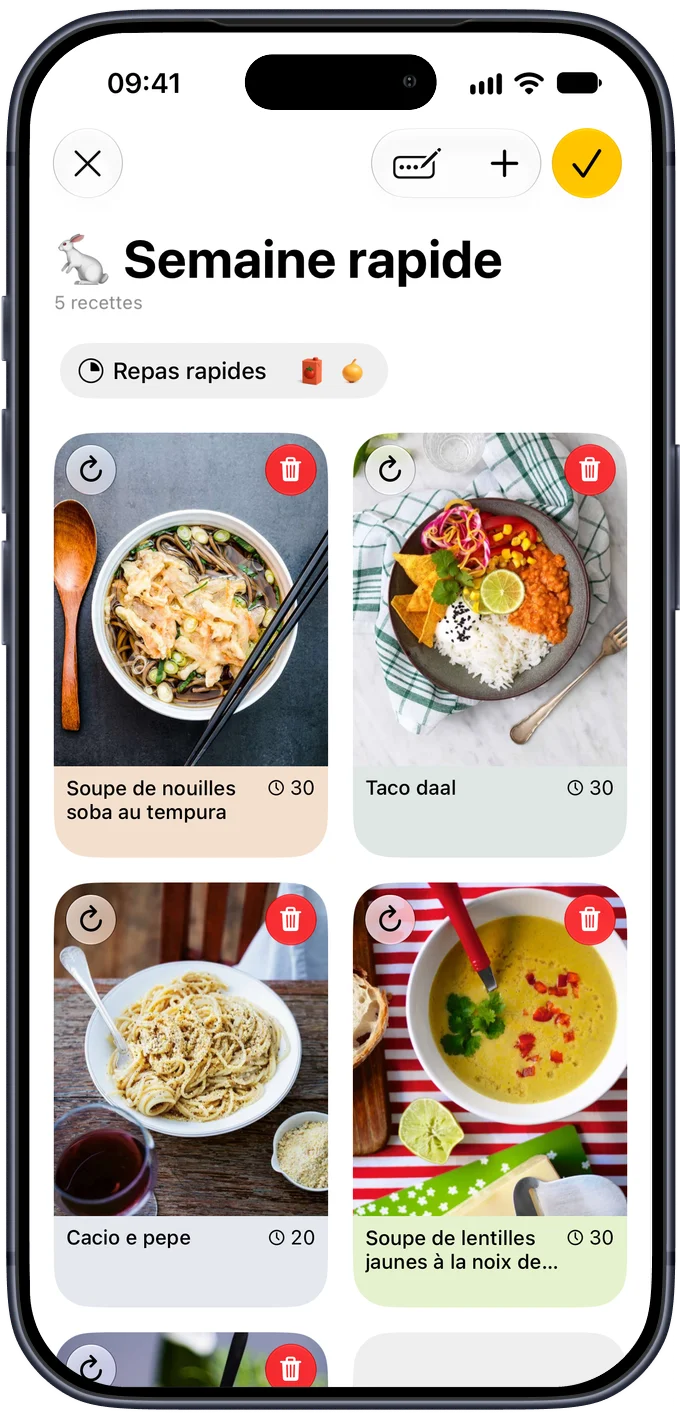 09:41
Semaine rapide
5 recettes
Repas rapides
Soupe de nouilles
soba au tempura
30
Taco daal
30
Cacio e pepe
20
Soupe de lentilles
jaunes à la noix de...
30